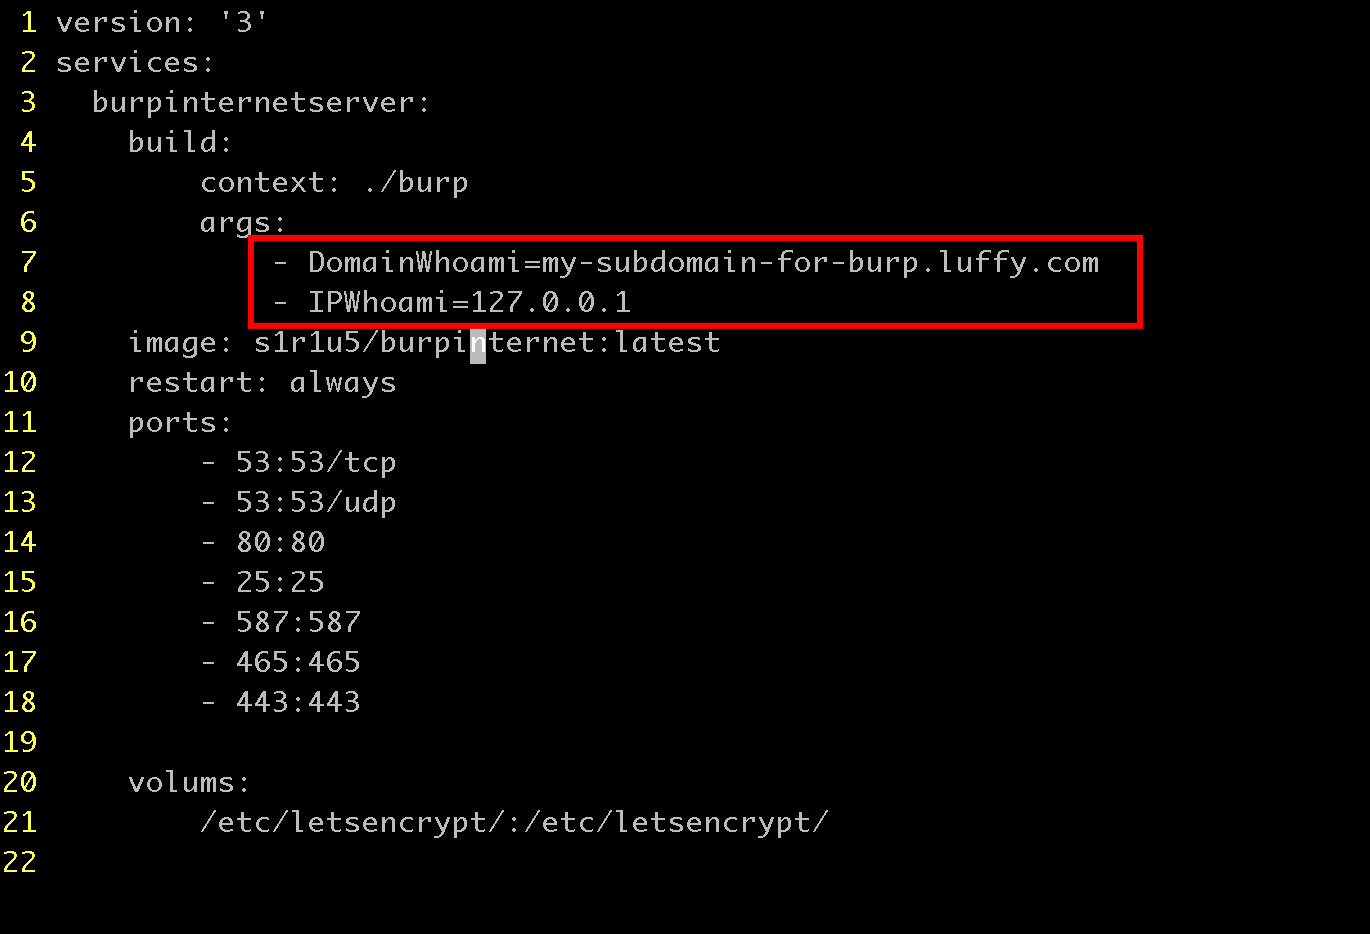 1 version: '3'
2 services:
3   burpinternetserver:
4     build:
5         context: ./burp
6         args:
7             - DomainWhoami=my-subdomain-for-burp.luffy.com
8             - IPWhoami=127.0.0.1
9     image: s1r1u5/burpinternet:latest
10     restart: always
11     ports:
12         - 53:53/tcp
13         - 53:53/udp
14         - 80:80
15         - 25:25
16         - 587:587
17         - 465:465
18         - 443:443
19
20     volums:
21         /etc/letsencrypt/:/etc/letsencrypt/
22